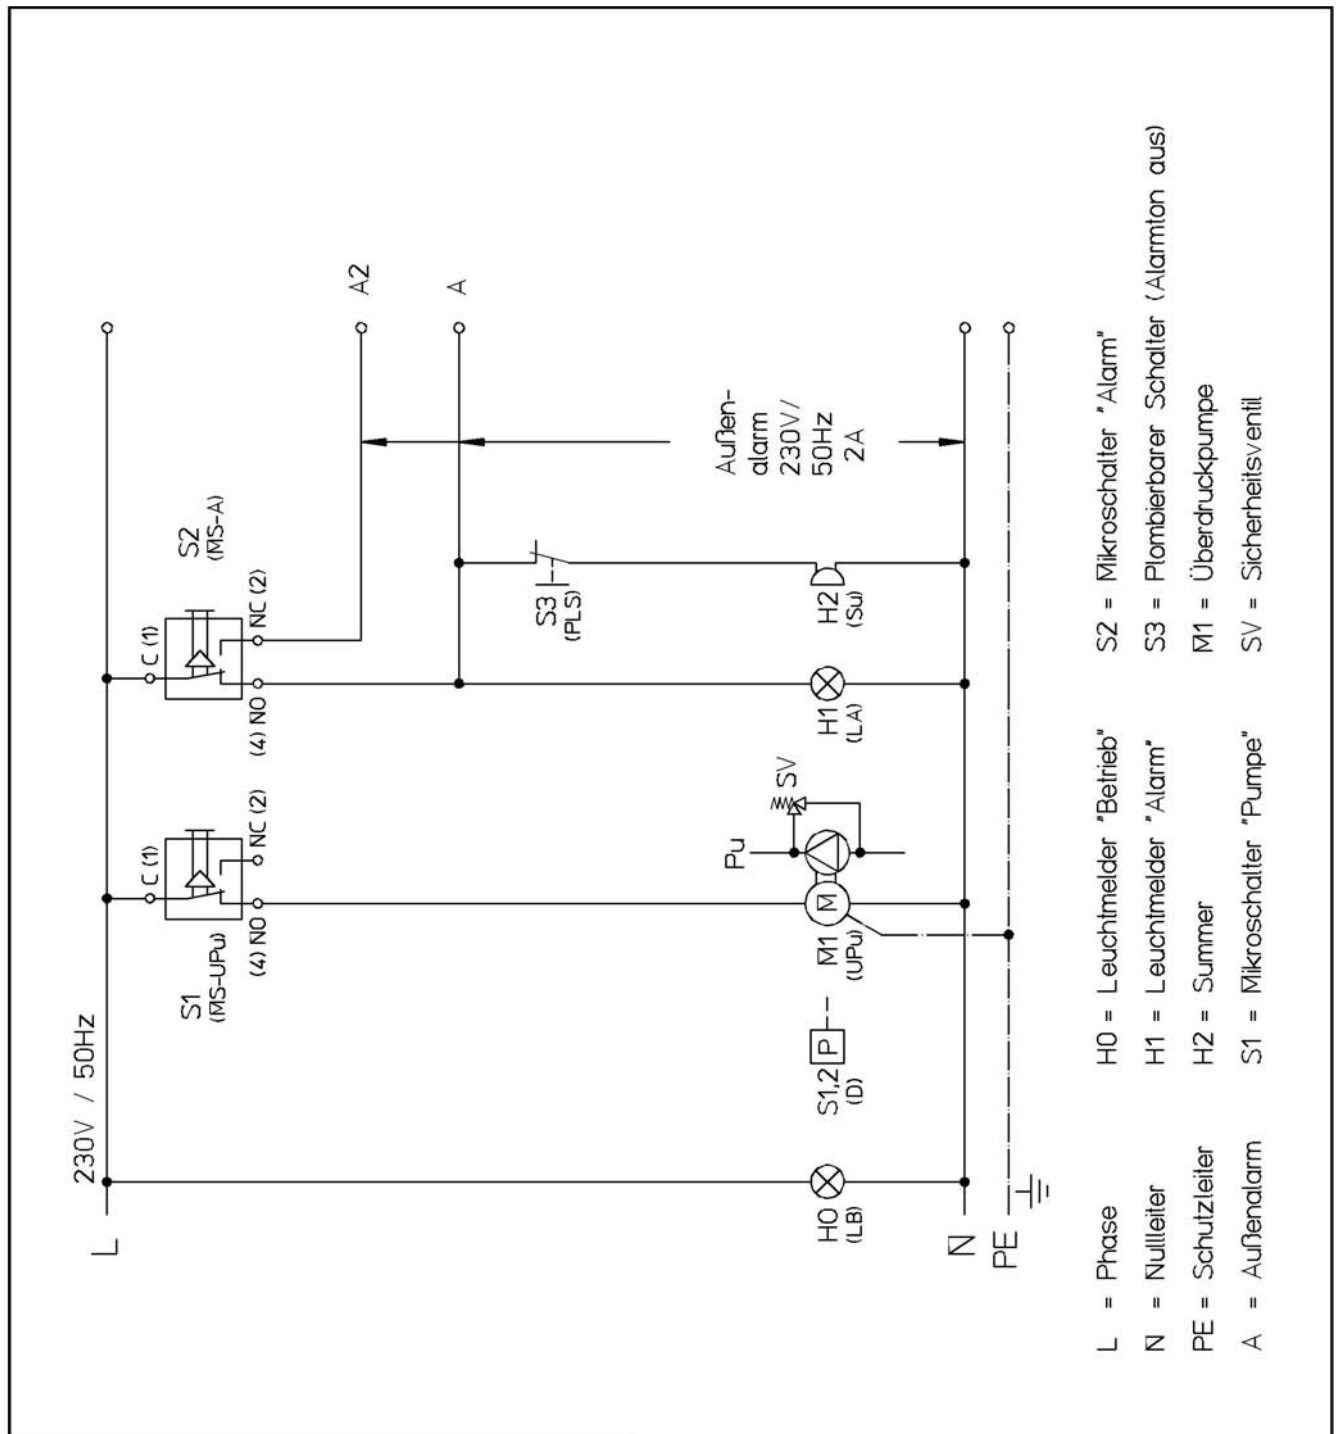 230V / 50Hz
L
C (1)
S1
(MS-UPu)
(4) NO
NC (2)
C (1)
S2
(MS-A)
(4) NO
NC (2)
A2
A
S3
(PLS)
Außen-
alarm
230V/
50Hz
2A
H0
(LB)
S1,2
(D)
P
M1
(UPu)
M
Pu
SV
H1
(LA)
H2
(Su)
N
PE
L = Phase
N = Nullleiter
PE = Schutzleiter
A = Außenalarm
H0 = Leuchtmelder "Betrieb"
H1 = Leuchtmelder "Alarm"
H2 = Summer
S1 = Mikroschalter "Pumpe"
S2 = Mikroschalter "Alarm"
S3 = Plombierbarer Schalter (Alarmton aus)
M1 = Überdruckpumpe
SV = Sicherheitsventil